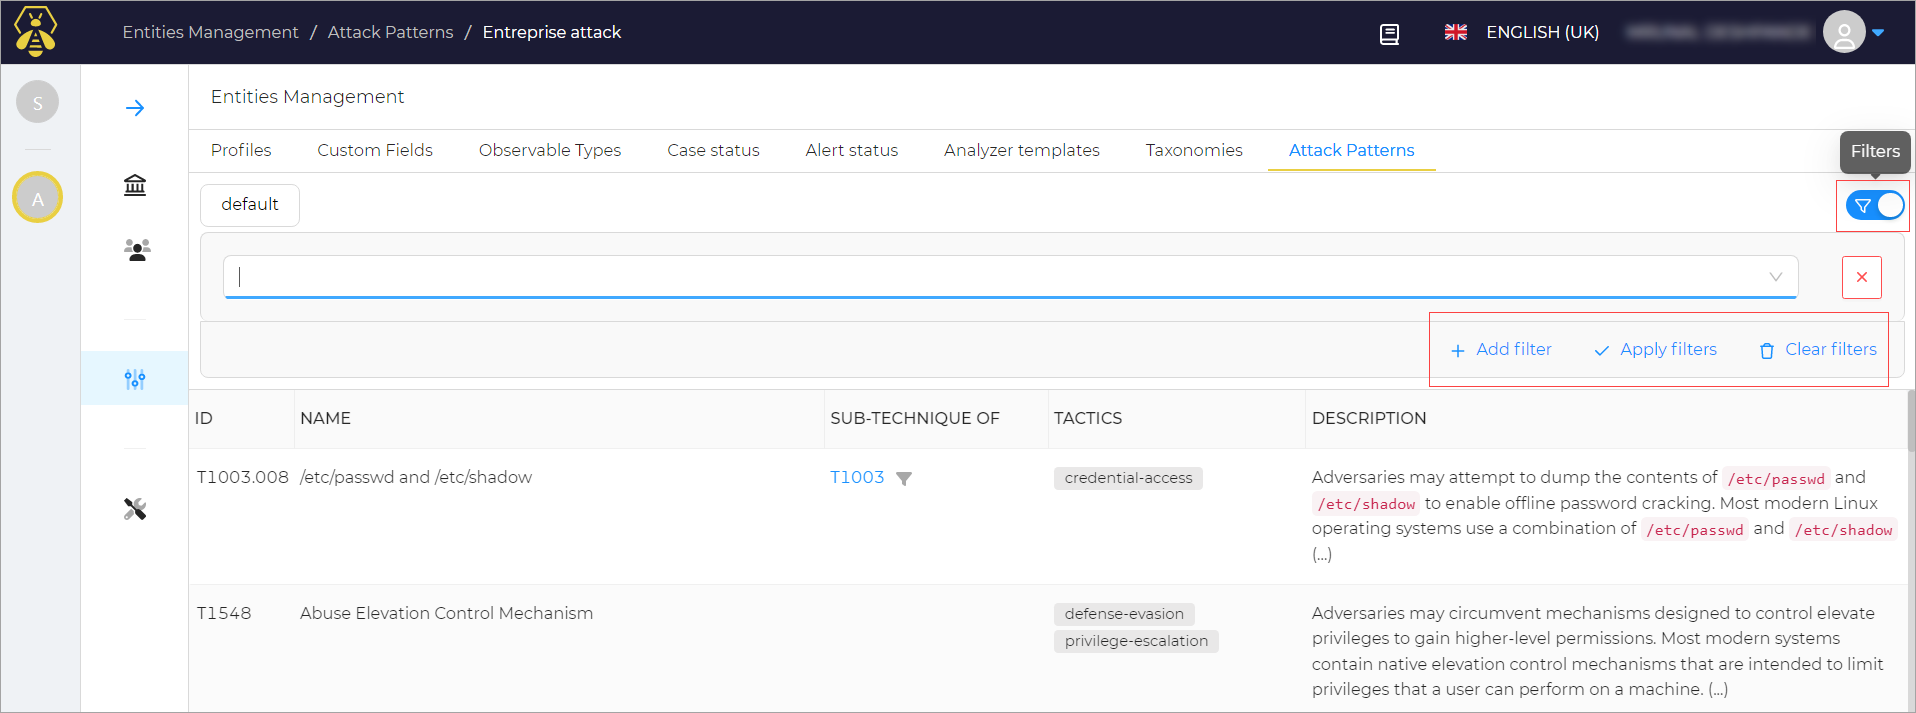 Entities Management / Attack Patterns / Entreprise attack
ENGLISH (UK)
S
A
Entities Management
Profiles Custom Fields Observable Types Case status Alert status Analyzer templates Taxonomies Attack Patterns
Filters
default
Add filter Apply filters Clear filters
ID NAME SUB-TECHNIQUE OF TACTICS DESCRIPTION
T1003.008 /etc/passwd and /etc/shadow T1003 credential-access
Adversaries may attempt to dump the contents of /etc/passwd and
/etc/shadow to enable offline password cracking. Most modern Linux
operating systems use a combination of /etc/passwd and /etc/shadow
(...)
T1548 Abuse Elevation Control Mechanism
defense-evasion
privilege-escalation
Adversaries may circumvent mechanisms designed to control elevate
privileges to gain higher-level permissions. Most modern systems
contain native elevation control mechanisms that are intended to limit
privileges that a user can perform on a machine. (...)